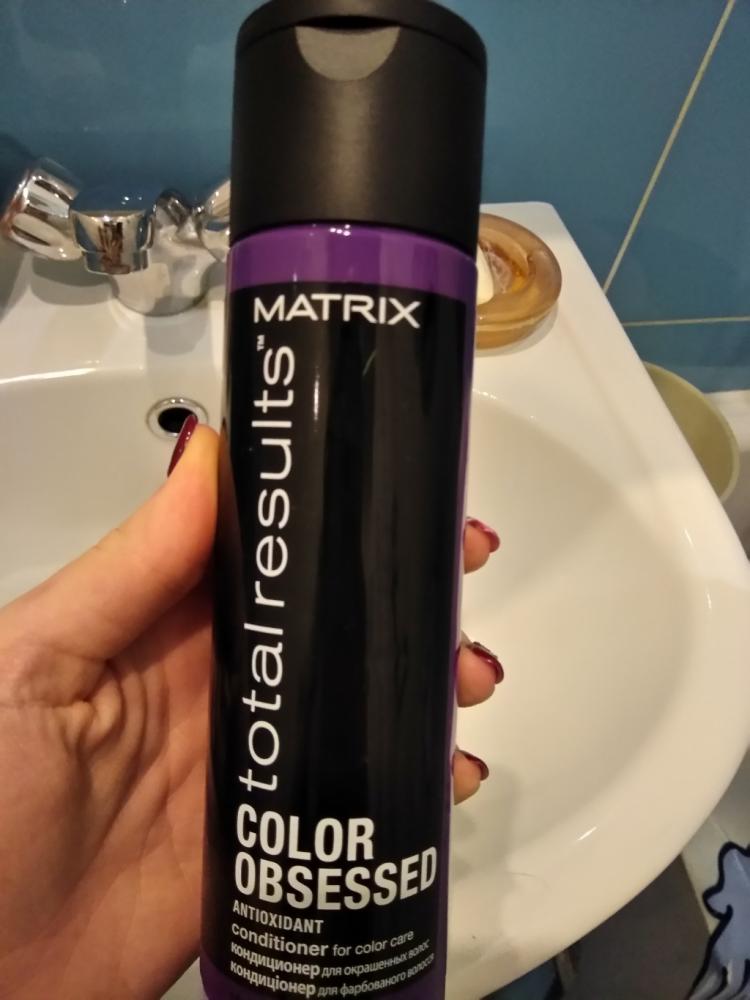 MATRIX
total results™
COLOR
OBSESSED
ANTIOXIDANT
conditioner for color care
кондиционер для окрашенных волос
кондиціонер для фарбованого волосся